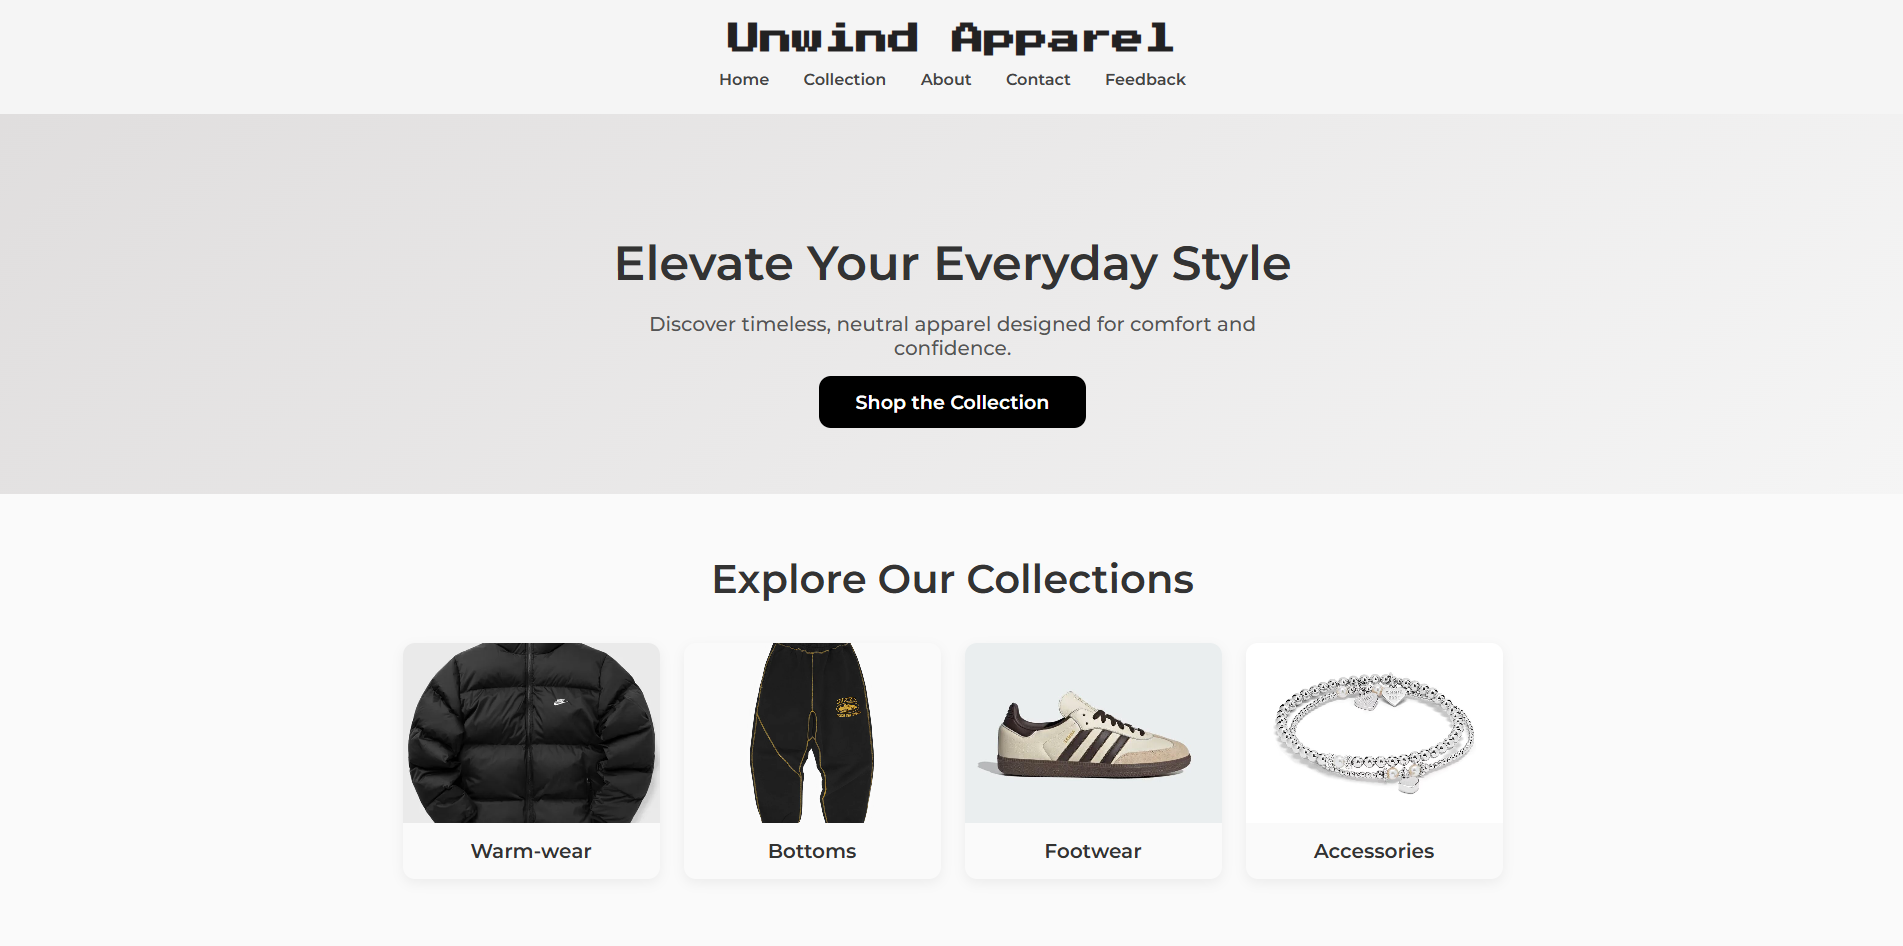 Unwind Apparel
Home Collection About Contact Feedback
Elevate Your Everyday Style
Discover timeless, neutral apparel designed for comfort and
confidence.
Shop the Collection
Explore Our Collections
Warm-wear
Bottoms
Footwear
Accessories